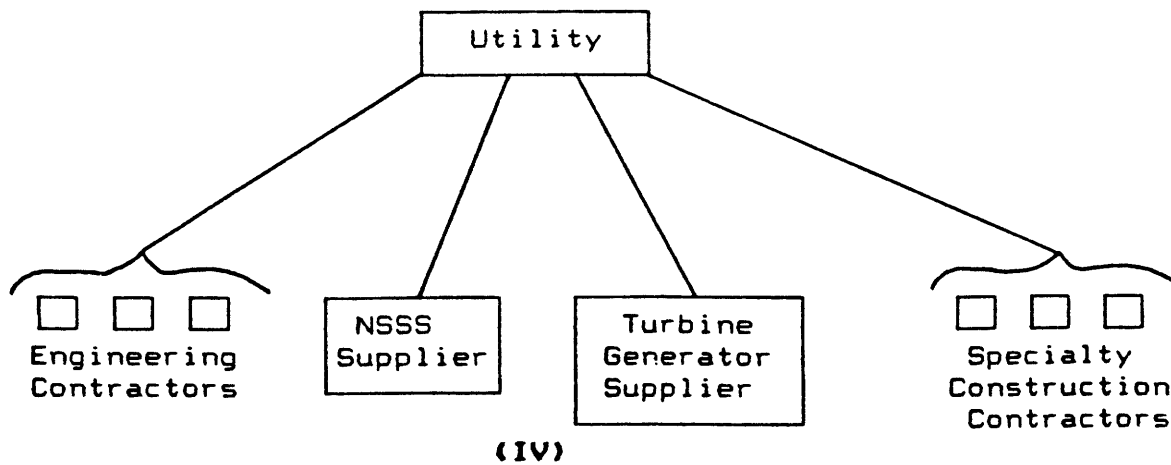 Utility
Engineering
Contractors
NSSS
Supplier
Turbine
Generator
Supplier
Specialty
Construction
Contractors
(IV)